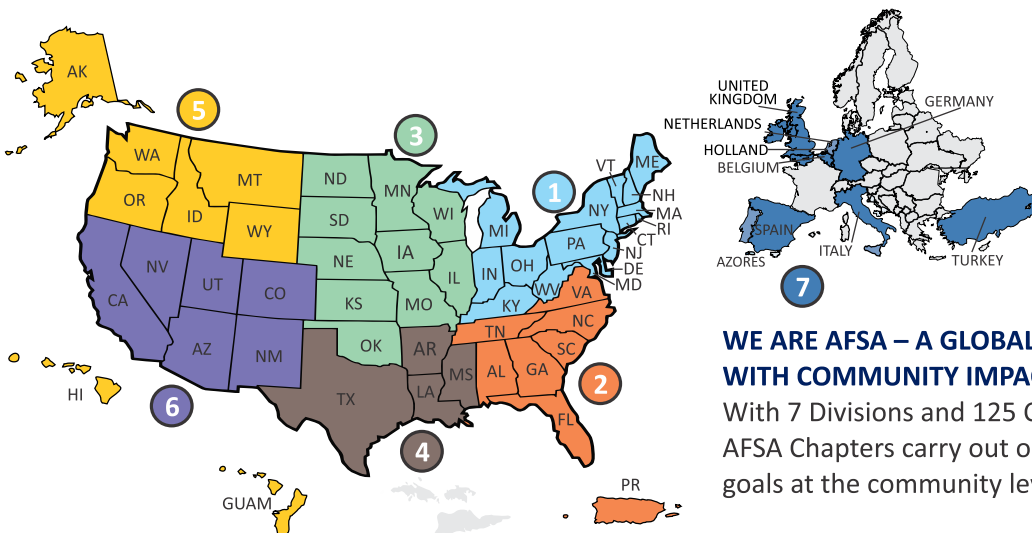 AK
5
WA
OR
ID
MT
WY
3
ND
SD
NE
KS
OK
MN
IA
MO
WI
IL
1
MI
IN
OH
KY
WV
PA
NY
VT
ME
NH
MA
RI
CT
NJ
DE
MD
CA
NV
UT
CO
AZ
NM
6
HI
TX
AR
LA
MS
4
TN
VA
NC
SC
AL
GA
FL
2
GUAM
PR
UNITED
KINGDOM
NETHERLANDS
HOLLAND
BELGIUM
GERMANY
SPAIN
AZORES
ITALY
TURKEY
7
WE ARE AFSA – A GLOBAL
WITH COMMUNITY IMPAC
With 7 Divisions and 125 C
AFSA Chapters carry out o
goals at the community lev